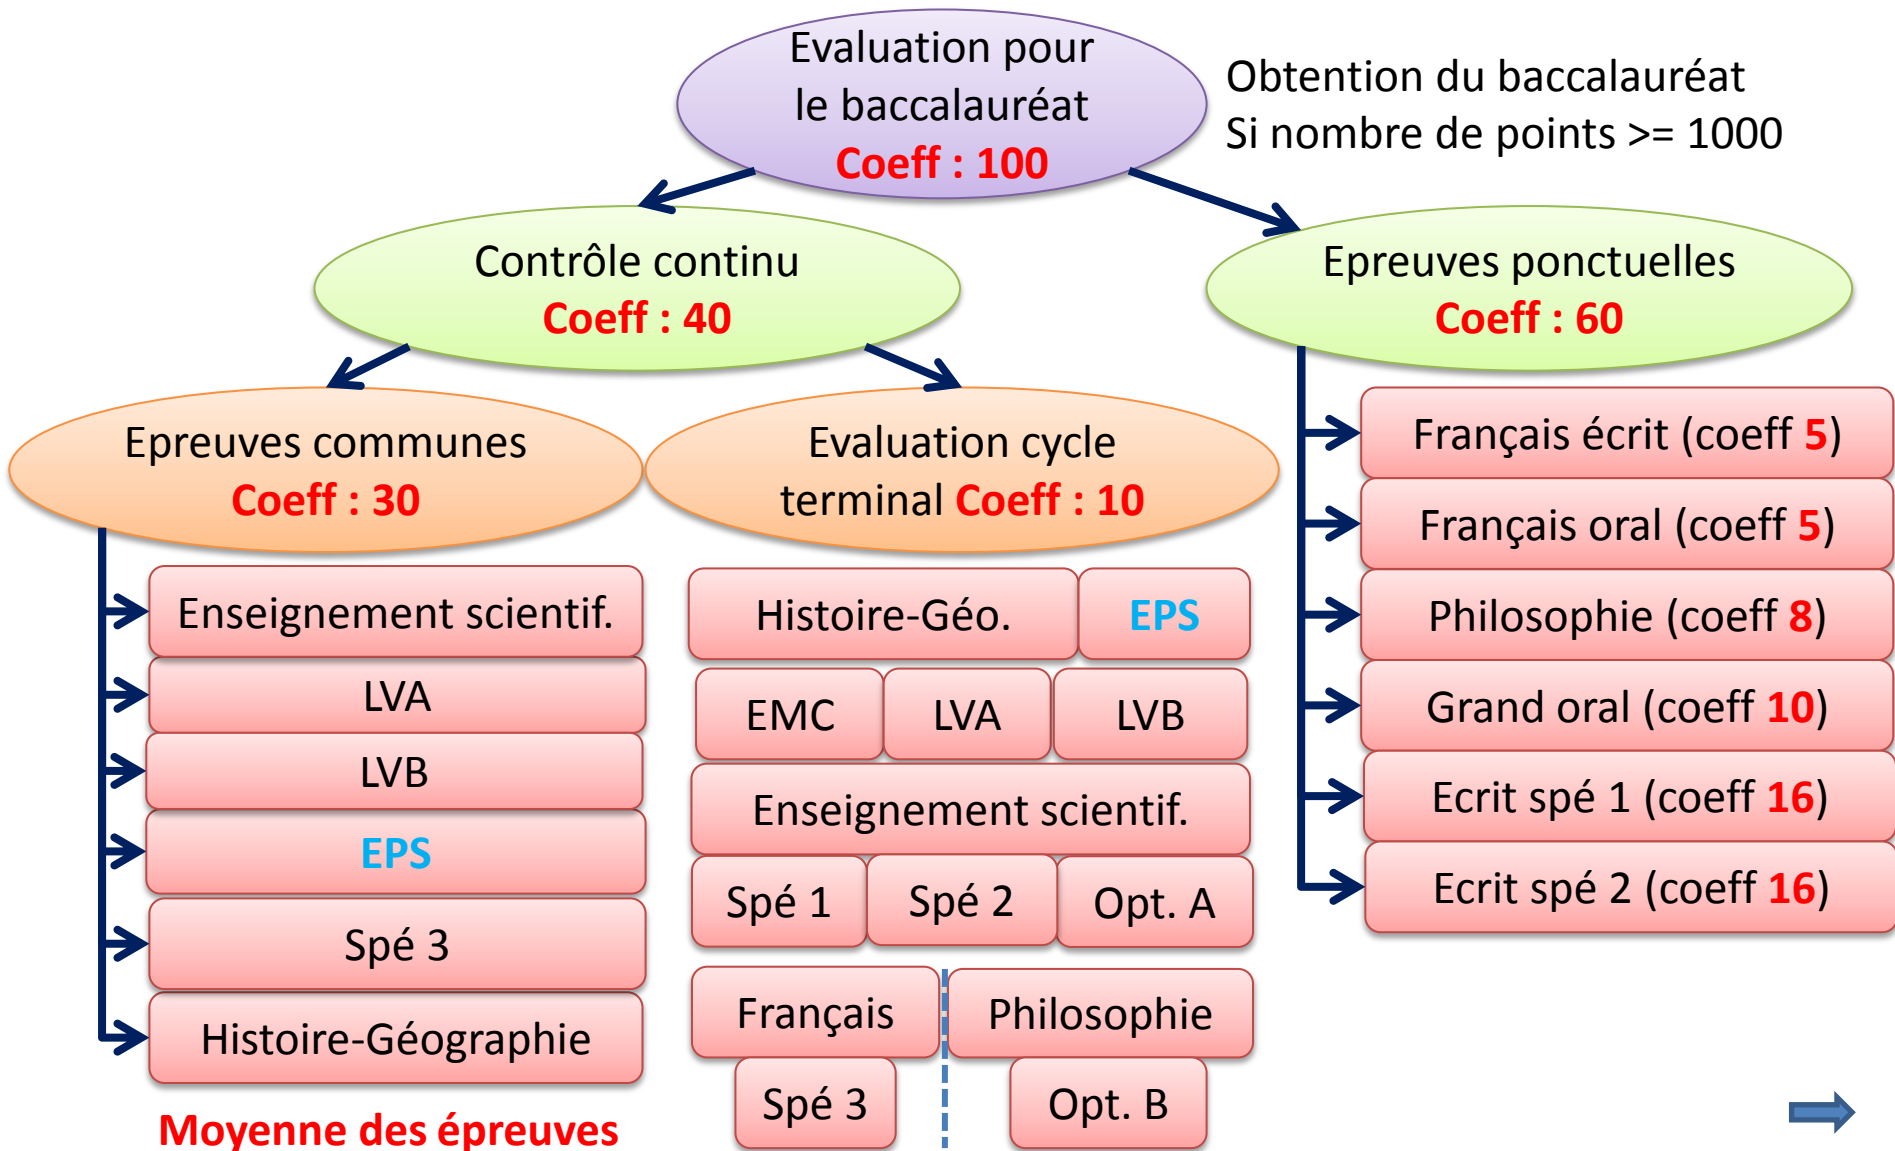 Evaluation pour
le baccalauréat
Coeff : 100
Obtention du baccalauréat
Si nombre de points >= 1000
Contrôle continu
Coeff : 40
Epreuves ponctuelles
Coeff : 60
Epreuves communes
Coeff : 30
Evaluation cycle
terminal Coeff : 10
Enseignement scientif.
LVA
LVB
EPS
Spé 3
Histoire-Géographie
Moyenne des épreuves
Histoire-Géo.
EPS
EMC
LVA
LVB
Enseignement scientif.
Spé 1
Spé 2
Opt. A
Français
Philosophie
Spé 3
Opt. B
Français écrit (coeff 5)
Français oral (coeff 5)
Philosophie (coeff 8)
Grand oral (coeff 10)
Ecrit spé 1 (coeff 16)
Ecrit spé 2 (coeff 16)